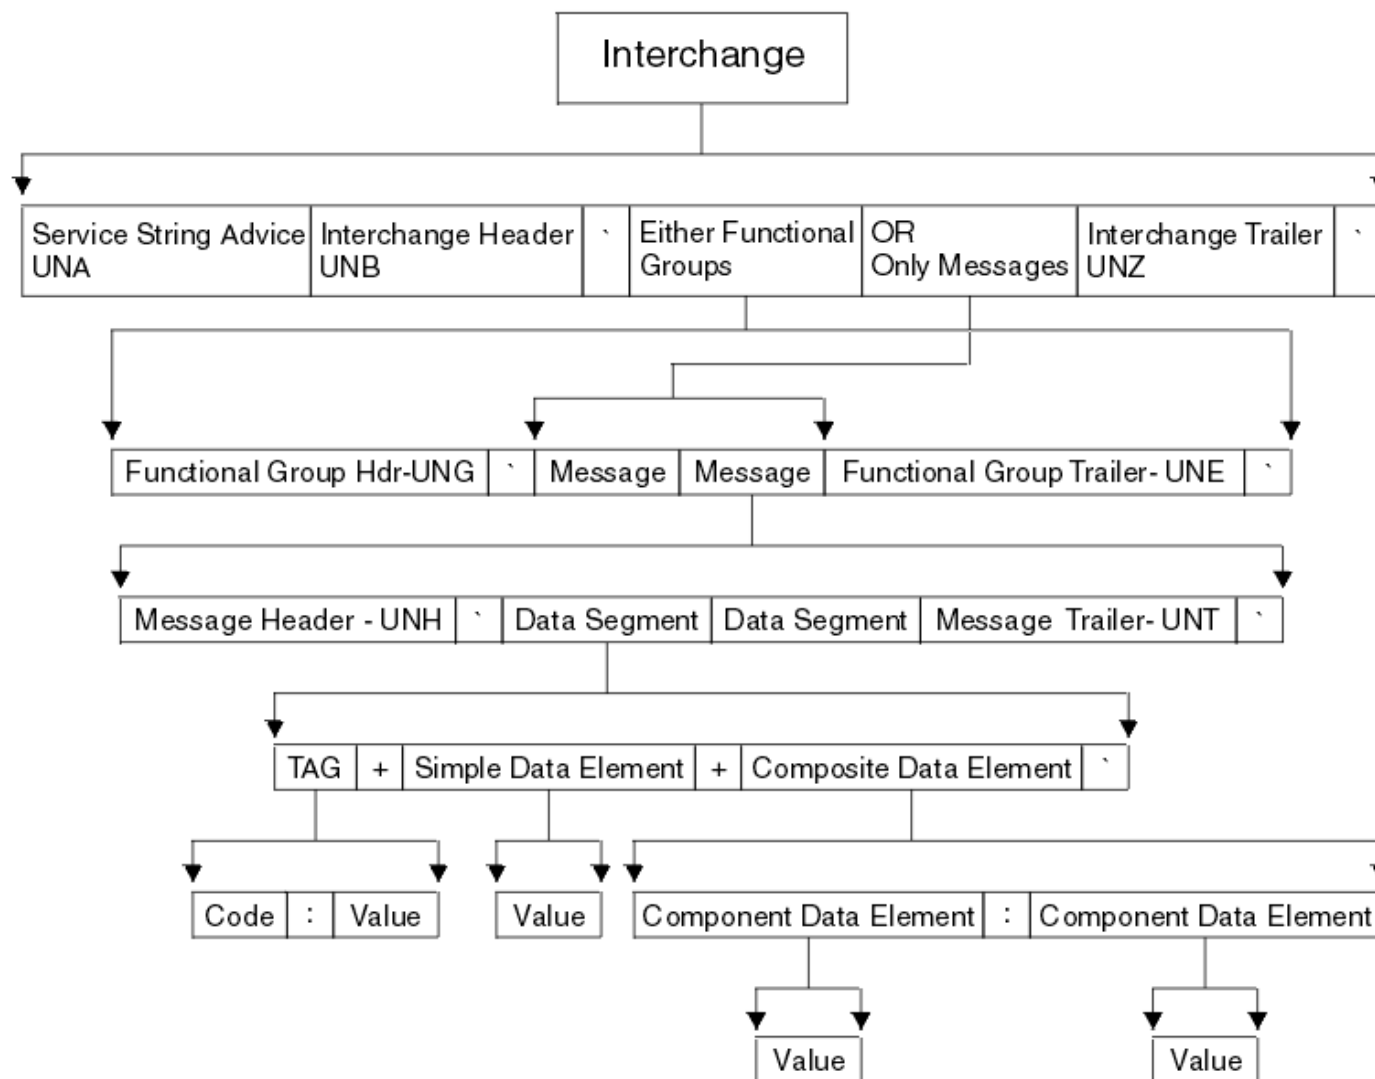 Interchange
Service String Advice Interchange Header ` Either Functional OR Interchange Trailer `
UNA UNB Groups Only Messages UNZ
Functional Group Hdr-UNG ` Message Message Functional Group Trailer- UNE `
Message Header - UNH ` Data Segment Data Segment Message Trailer- UNT `
TAG + Simple Data Element + Composite Data Element `
Code : Value Value Component Data Element : Component Data Element
Value Value